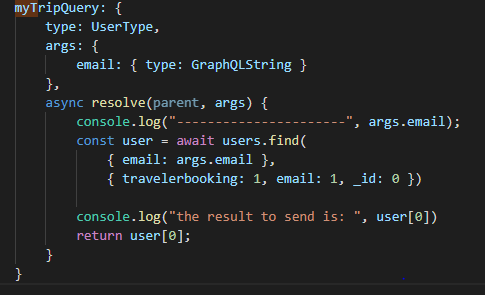 myTripQuery: {
    type: UserType,
    args: {
        email: { type: GraphQLString }
    },
    async resolve(parent, args) {
        console.log("----------------------", args.email);
        const user = await users.find(
            { email: args.email },
            { travelerbooking: 1, email: 1, _id: 0 })
        console.log("the result to send is: ", user[0])
        return user[0];
    }
}